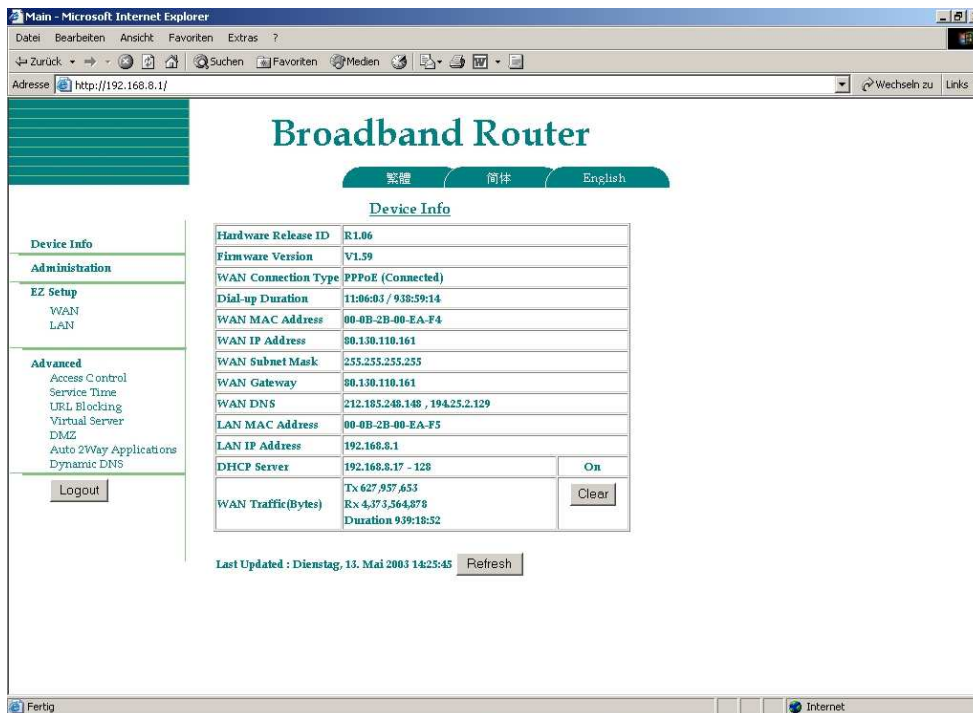 Main - Microsoft Internet Explorer
Datei Bearbeiten Ansicht Favoriten Extras ?
Zurück Suchen Favoriten Medien
Adresse http://192.168.8.1/ Wechseln zu Links
Broadband Router
繁體 简体 English
Device Info
Device Info
Administration
EZ Setup
WAN
LAN
Advanced
Access Control
Service Time
URL Blocking
Virtual Server
DMZ
Auto 2Way Applications
Dynamic DNS
Logout
Hardware Release ID R1.06
Firmware Version V1.59
WAN Connection Type PPPoE (Connected)
Dial-up Duration 11:06:03 / 938:59:14
WAN MAC Address 00-0B-2B-00-EA-F4
WAN IP Address 80.130.110.161
WAN Subnet Mask 255.255.255.255
WAN Gateway 80.130.110.161
WAN DNS 212.185.248.148 , 194.25.2.129
LAN MAC Address 00-0B-2B-00-EA-F5
LAN IP Address 192.168.8.1
DHCP Server 192.168.8.17 - 128 On
WAN Traffic(Bytes) Tx 627,957,653
Rx 4,373,564,878
Duration 939:18:52
Clear
Last Updated : Dienstag, 13. Mai 2003 14:25:45 Refresh
Fertig Internet